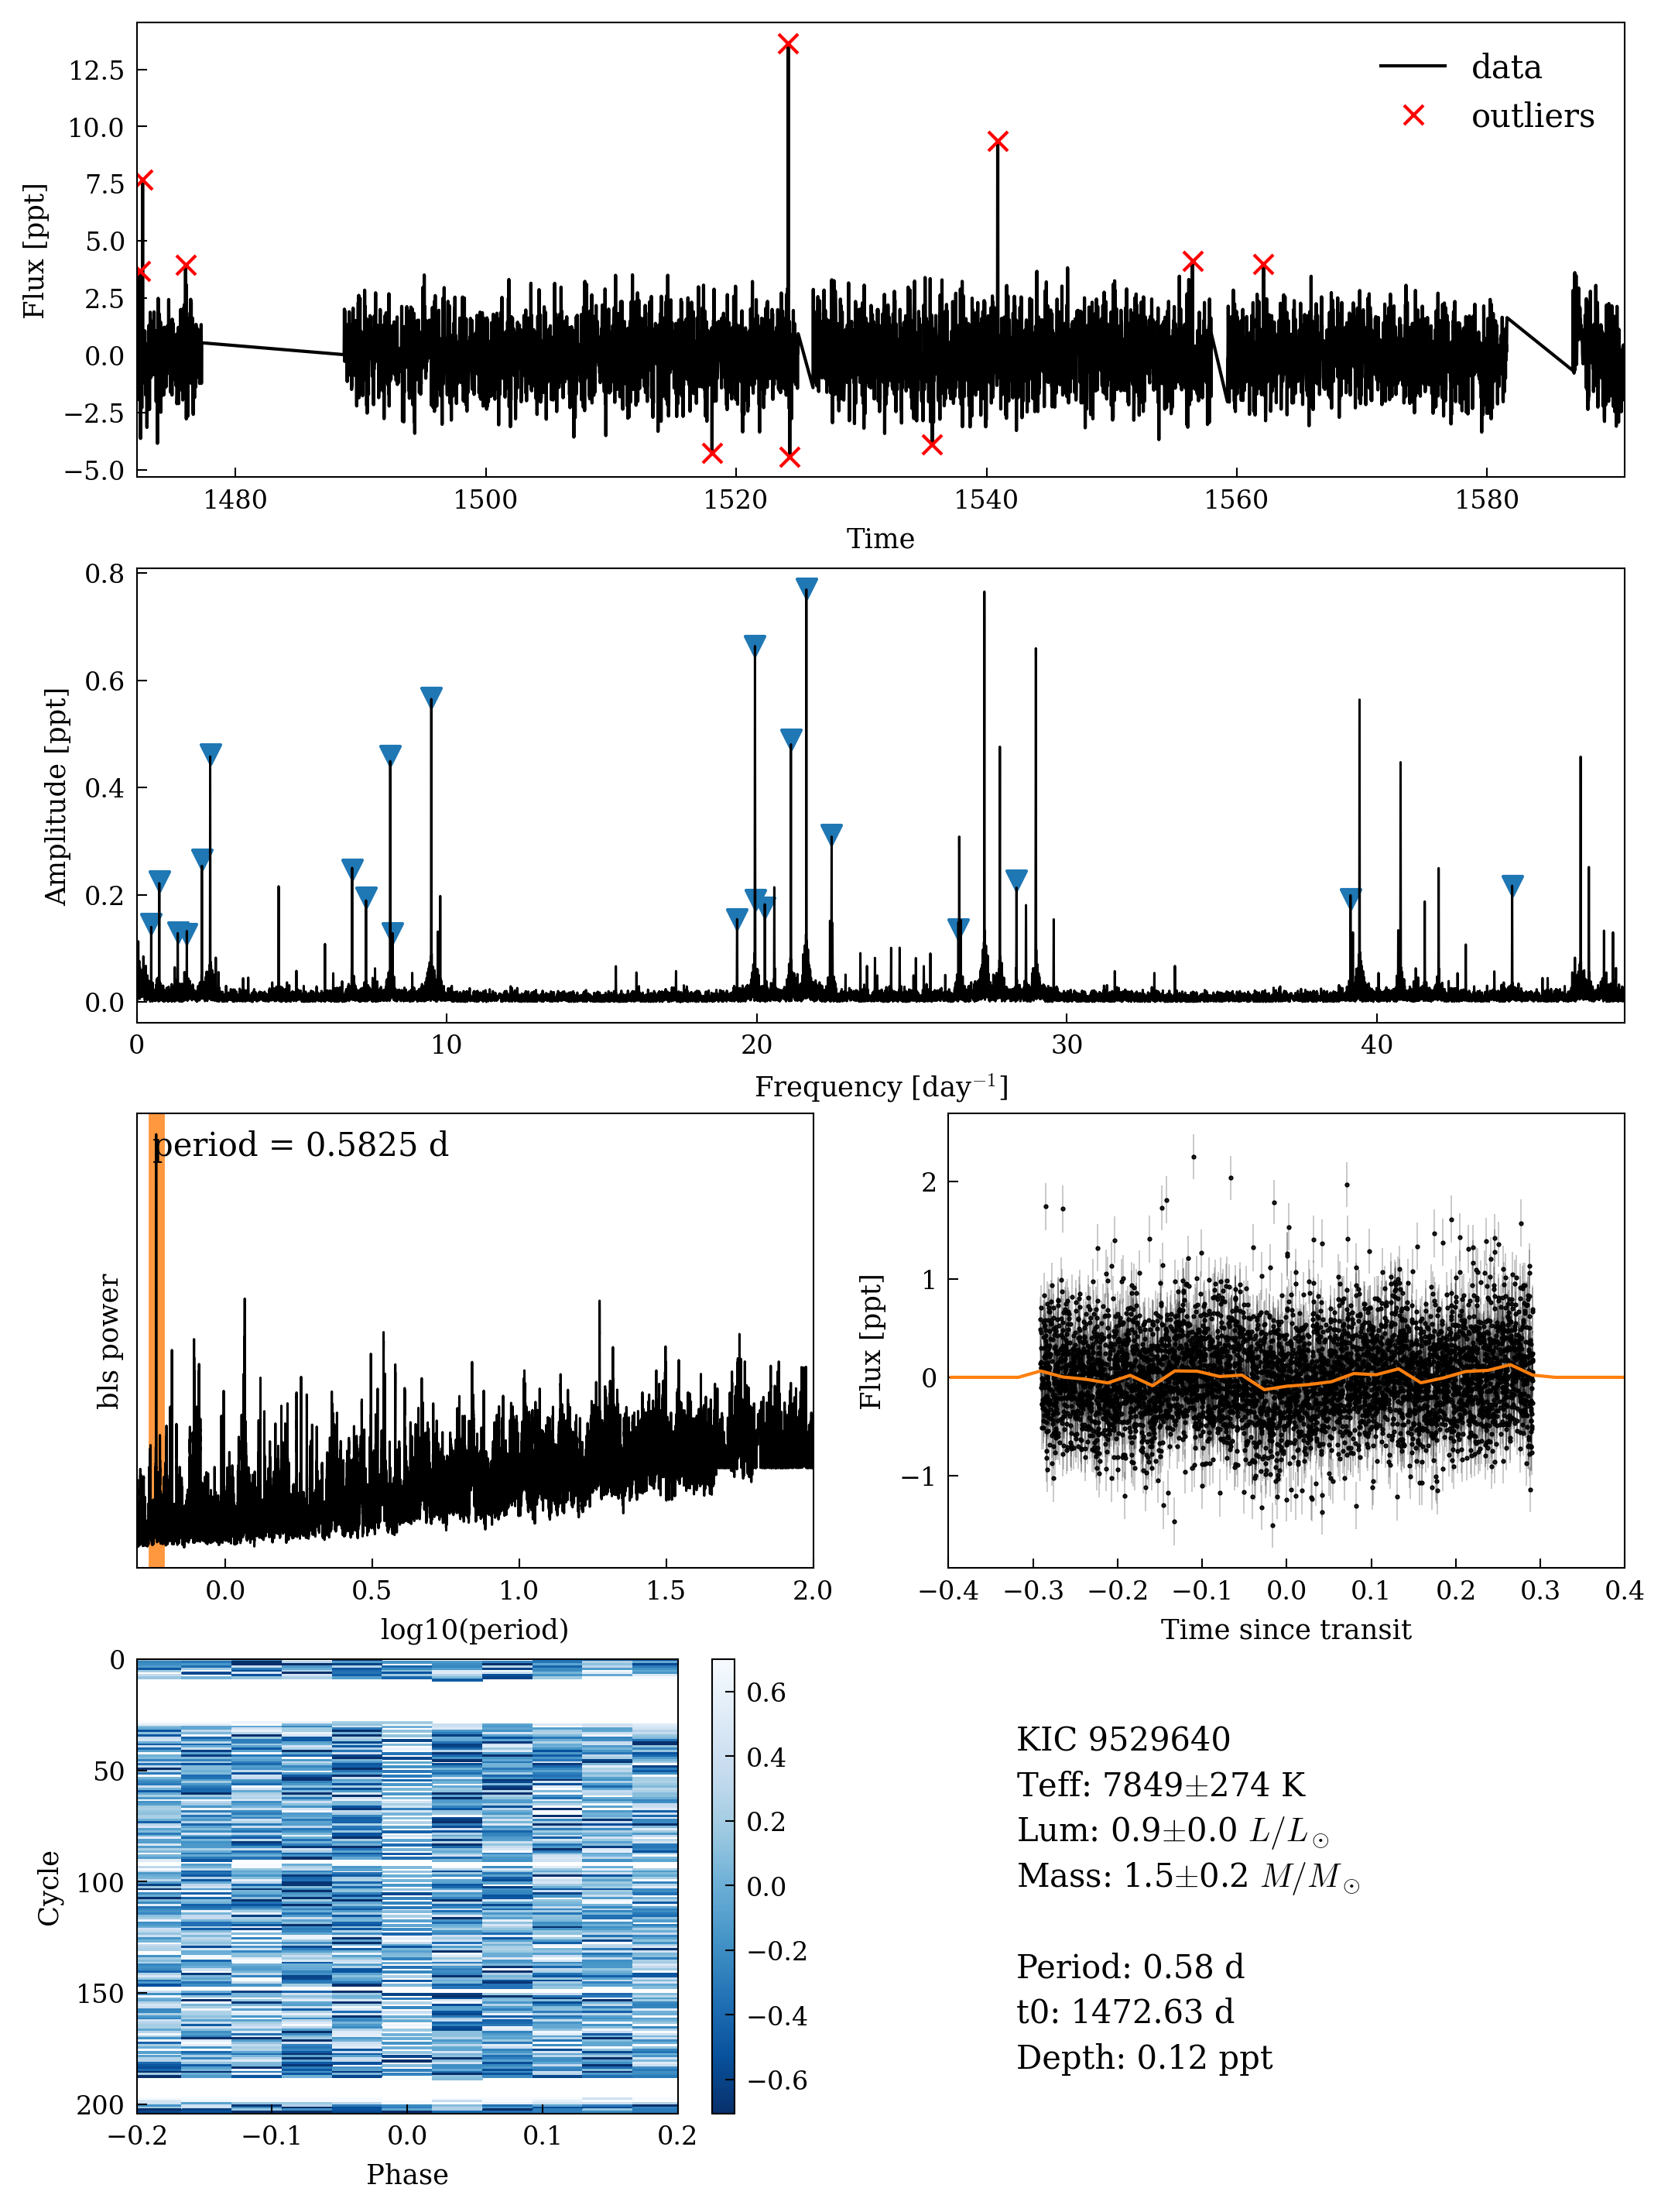 12.5
10.0
7.5
5.0
2.5
0.0
−2.5
−5.0
Flux [ppt]
data
outliers
1480
1500
1520
1540
1560
1580
Time
0.8
0.6
0.4
0.2
0.0
Amplitude [ppt]
0
10
20
30
40
Frequency [day⁻¹]
period = 0.5825 d
bls power
0.0
0.5
1.0
1.5
2.0
log10(period)
2
1
0
−1
Flux [ppt]
−0.4
−0.3
−0.2
−0.1
0.0
0.1
0.2
0.3
0.4
Time since transit
0
50
100
150
200
Cycle
−0.2
−0.1
0.0
0.1
0.2
Phase
0.6
0.4
0.2
0.0
−0.2
−0.4
−0.6
KIC 9529640
Teff: 7849±274 K
Lum: 0.9±0.0 L/L⊙
Mass: 1.5±0.2 M/M⊙
Period: 0.58 d
t0: 1472.63 d
Depth: 0.12 ppt